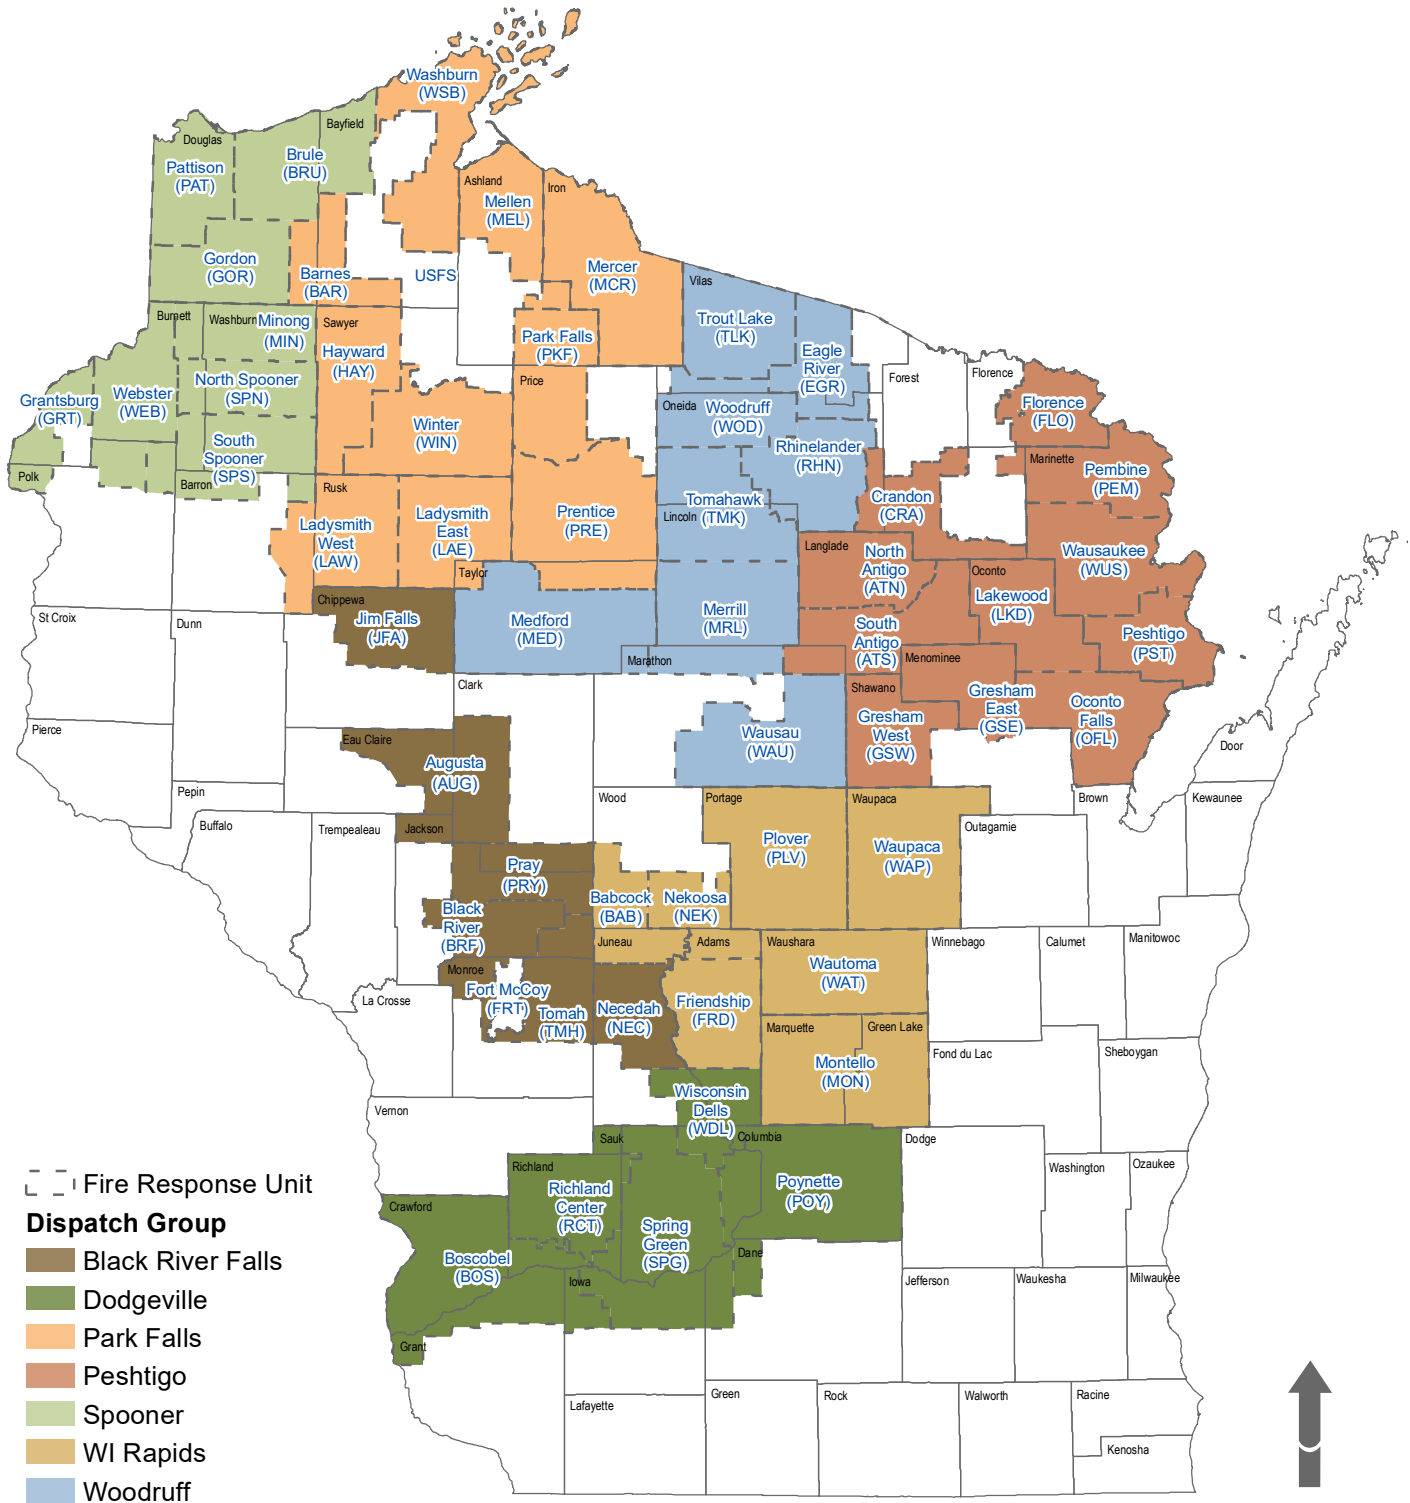 Washburn
(WSB)
Bayfield
Douglas
Brule
(BRU)
Pattison
(PAT)
Ashland
Iron
Mellen
(MEL)
Gordon
(GOR)
Barnes
(BAR)
USFS
Mercer
(MCR)
Vilas
Burnett
Washburn
Minong
(MIN)
Sawyer
Trout Lake
(TLK)
Park Falls
(PKF)
Hayward
(HAY)
Eagle
River
(EGR)
Forest
Florence
Price
North Spooner
(SPN)
Webster
(WEB)
Grantsburg
(GRT)
Oneida
Woodruff
(WOD)
Florence
(FLO)
Winter
(WIN)
South
Spooner
(SPS)
Rhinelander
(RHN)
Marinette
Pembine
(PEM)
Polk
Barron
Rusk
Crandon
(CRA)
Tomahawk
(TMK)
Lincoln
Ladysmith
West
(LAW)
Ladysmith
East
(LAE)
Prentice
(PRE)
Langlade
North
Antigo
(ATN)
Wausaukee
(WUS)
Taylor
Oconto
Lakewood
(LKD)
Chippewa
Jim Falls
(JFA)
Medford
(MED)
Merrill
(MRL)
St Croix
Dunn
South
Antigo
(ATS)
Peshtigo
(PST)
Marathon
Menominee
Clark
Shawano
Gresham
East
(GSE)
Oconto
Falls
(OFL)
Gresham
West
(GSW)
Pierce
Eau Claire
Wausau
(WAU)
Door
Augusta
(AUG)
Pepin
Wood
Portage
Waupaca
Brown
Kewaunee
Buffalo
Trempealeau
Jackson
Outagamie
Plover
(PLV)
Waupaca
(WAP)
Pray
(PRY)
Babcock
(BAB)
Nekoosa
(NEK)
Black
River
(BRF)
Juneau
Adams
Waushara
Winnebago
Calumet
Manitowoc
Monroe
Wautoma
(WAT)
La Crosse
Fort McCoy
(FRT)
Tomah
(TMH)
Necedah
(NEC)
Friendship
(FRD)
Marquette
Green Lake
Fond du Lac
Sheboygan
Montello
(MON)
Vernon
Wisconsin
Dells
(WDL)
Sauk
Columbia
Dodge
Richland
Washington
Ozaukee
Richland
Center
(RCT)
Poynette
(POY)
Crawford
Spring
Green
(SPG)
Dane
Boscobel
(BOS)
Iowa
Jefferson
Waukesha
Milwaukee
Grant
Green
Rock
Walworth
Racine
Lafayette
Kenosha
Fire Response Unit
Dispatch Group
Black River Falls
Dodgeville
Park Falls
Peshtigo
Spooner
WI Rapids
Woodruff